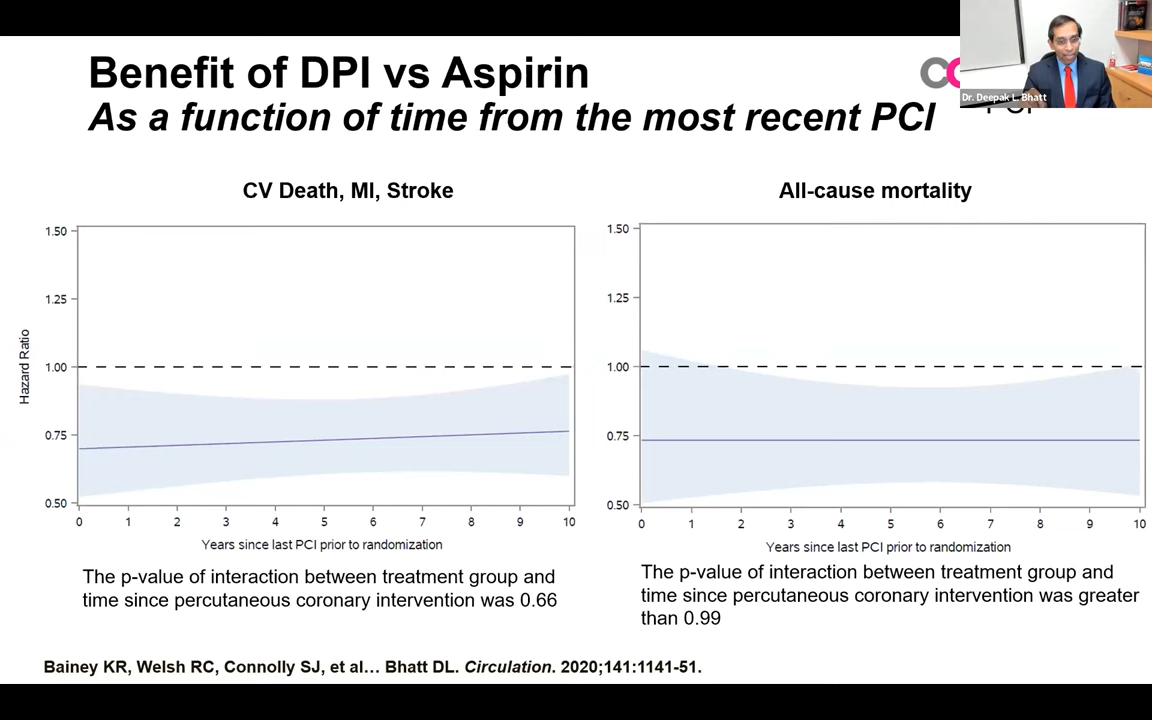 Benefit of DPI vs Aspirin
As a function of time from the most recent PCI
Dr. Deepak L. Bhatt
CV Death, MI, Stroke
1.50
1.25
1.00
0.75
0.50
Hazard Ratio
0 1 2 3 4 5 6 7 8 9 10
Years since last PCI prior to randomization
The p-value of interaction between treatment group and
time since percutaneous coronary intervention was 0.66
All-cause mortality
1.50
1.25
1.00
0.75
0.50
0 1 2 3 4 5 6 7 8 9 10
Years since last PCI prior to randomization
The p-value of interaction between treatment group and
time since percutaneous coronary intervention was greater
than 0.99
Bainey KR, Welsh RC, Connolly SJ, et al… Bhatt DL. Circulation. 2020;141:1141-51.